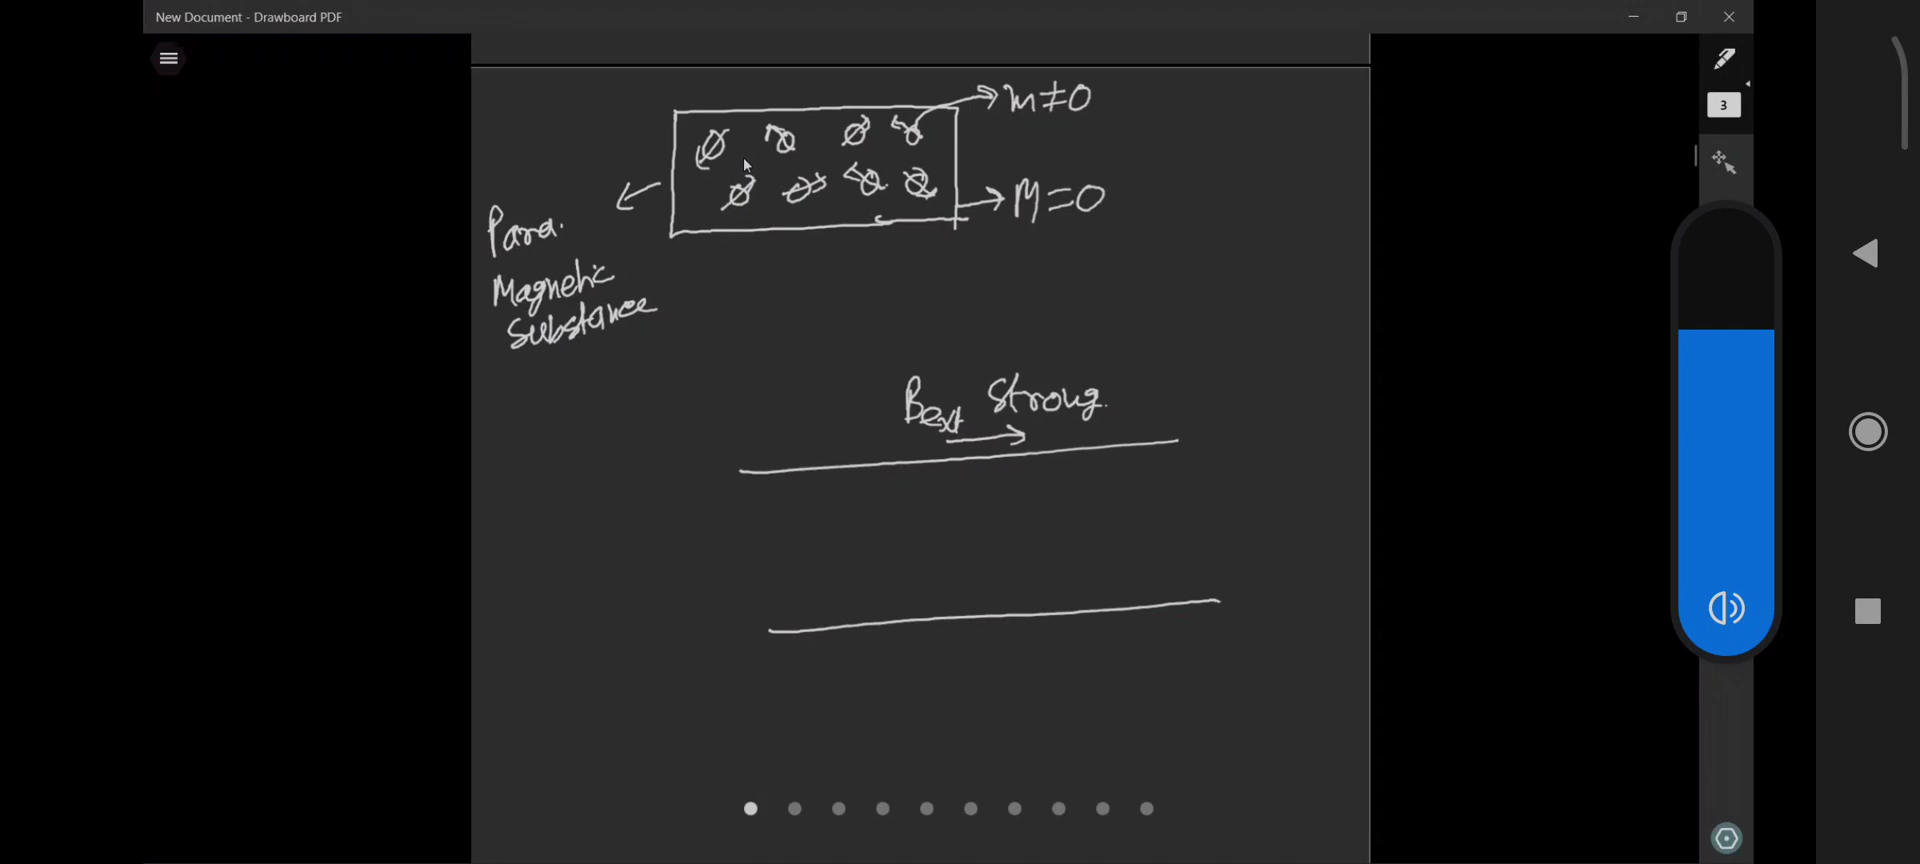 New Document - Drawboard PDF
3
m≠0
M=0
Para.
Magnetic
Substance
Bext Strong.